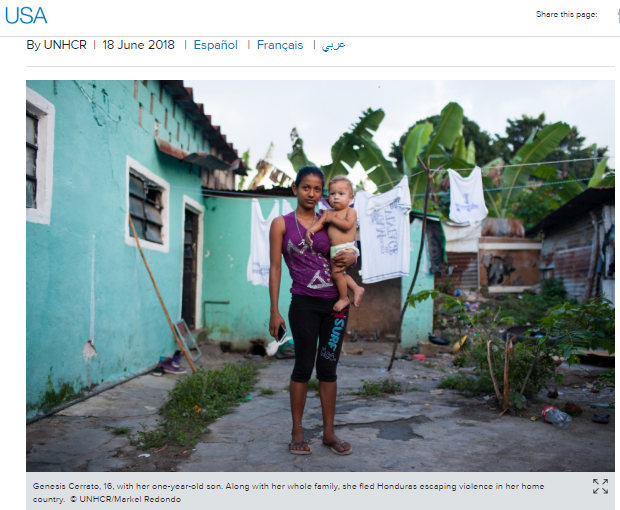 USA
Share this page:
By UNHCR | 18 June 2018 | Español | Français | عربي
SURF
Genesis Cerrato, 16, with her one-year-old son. Along with her whole family, she fled Honduras escaping violence in her home
country. © UNHCR/Markel Redondo